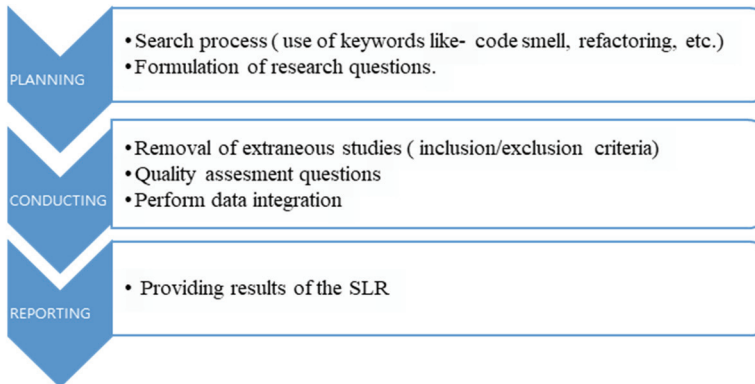 PLANNING
• Search process ( use of keywords like- code smell, refactoring, etc.)
• Formulation of research questions.
CONDUCTING
• Removal of extraneous studies ( inclusion/exclusion criteria)
• Quality assesment questions
• Perform data integration
REPORTING
• Providing results of the SLR